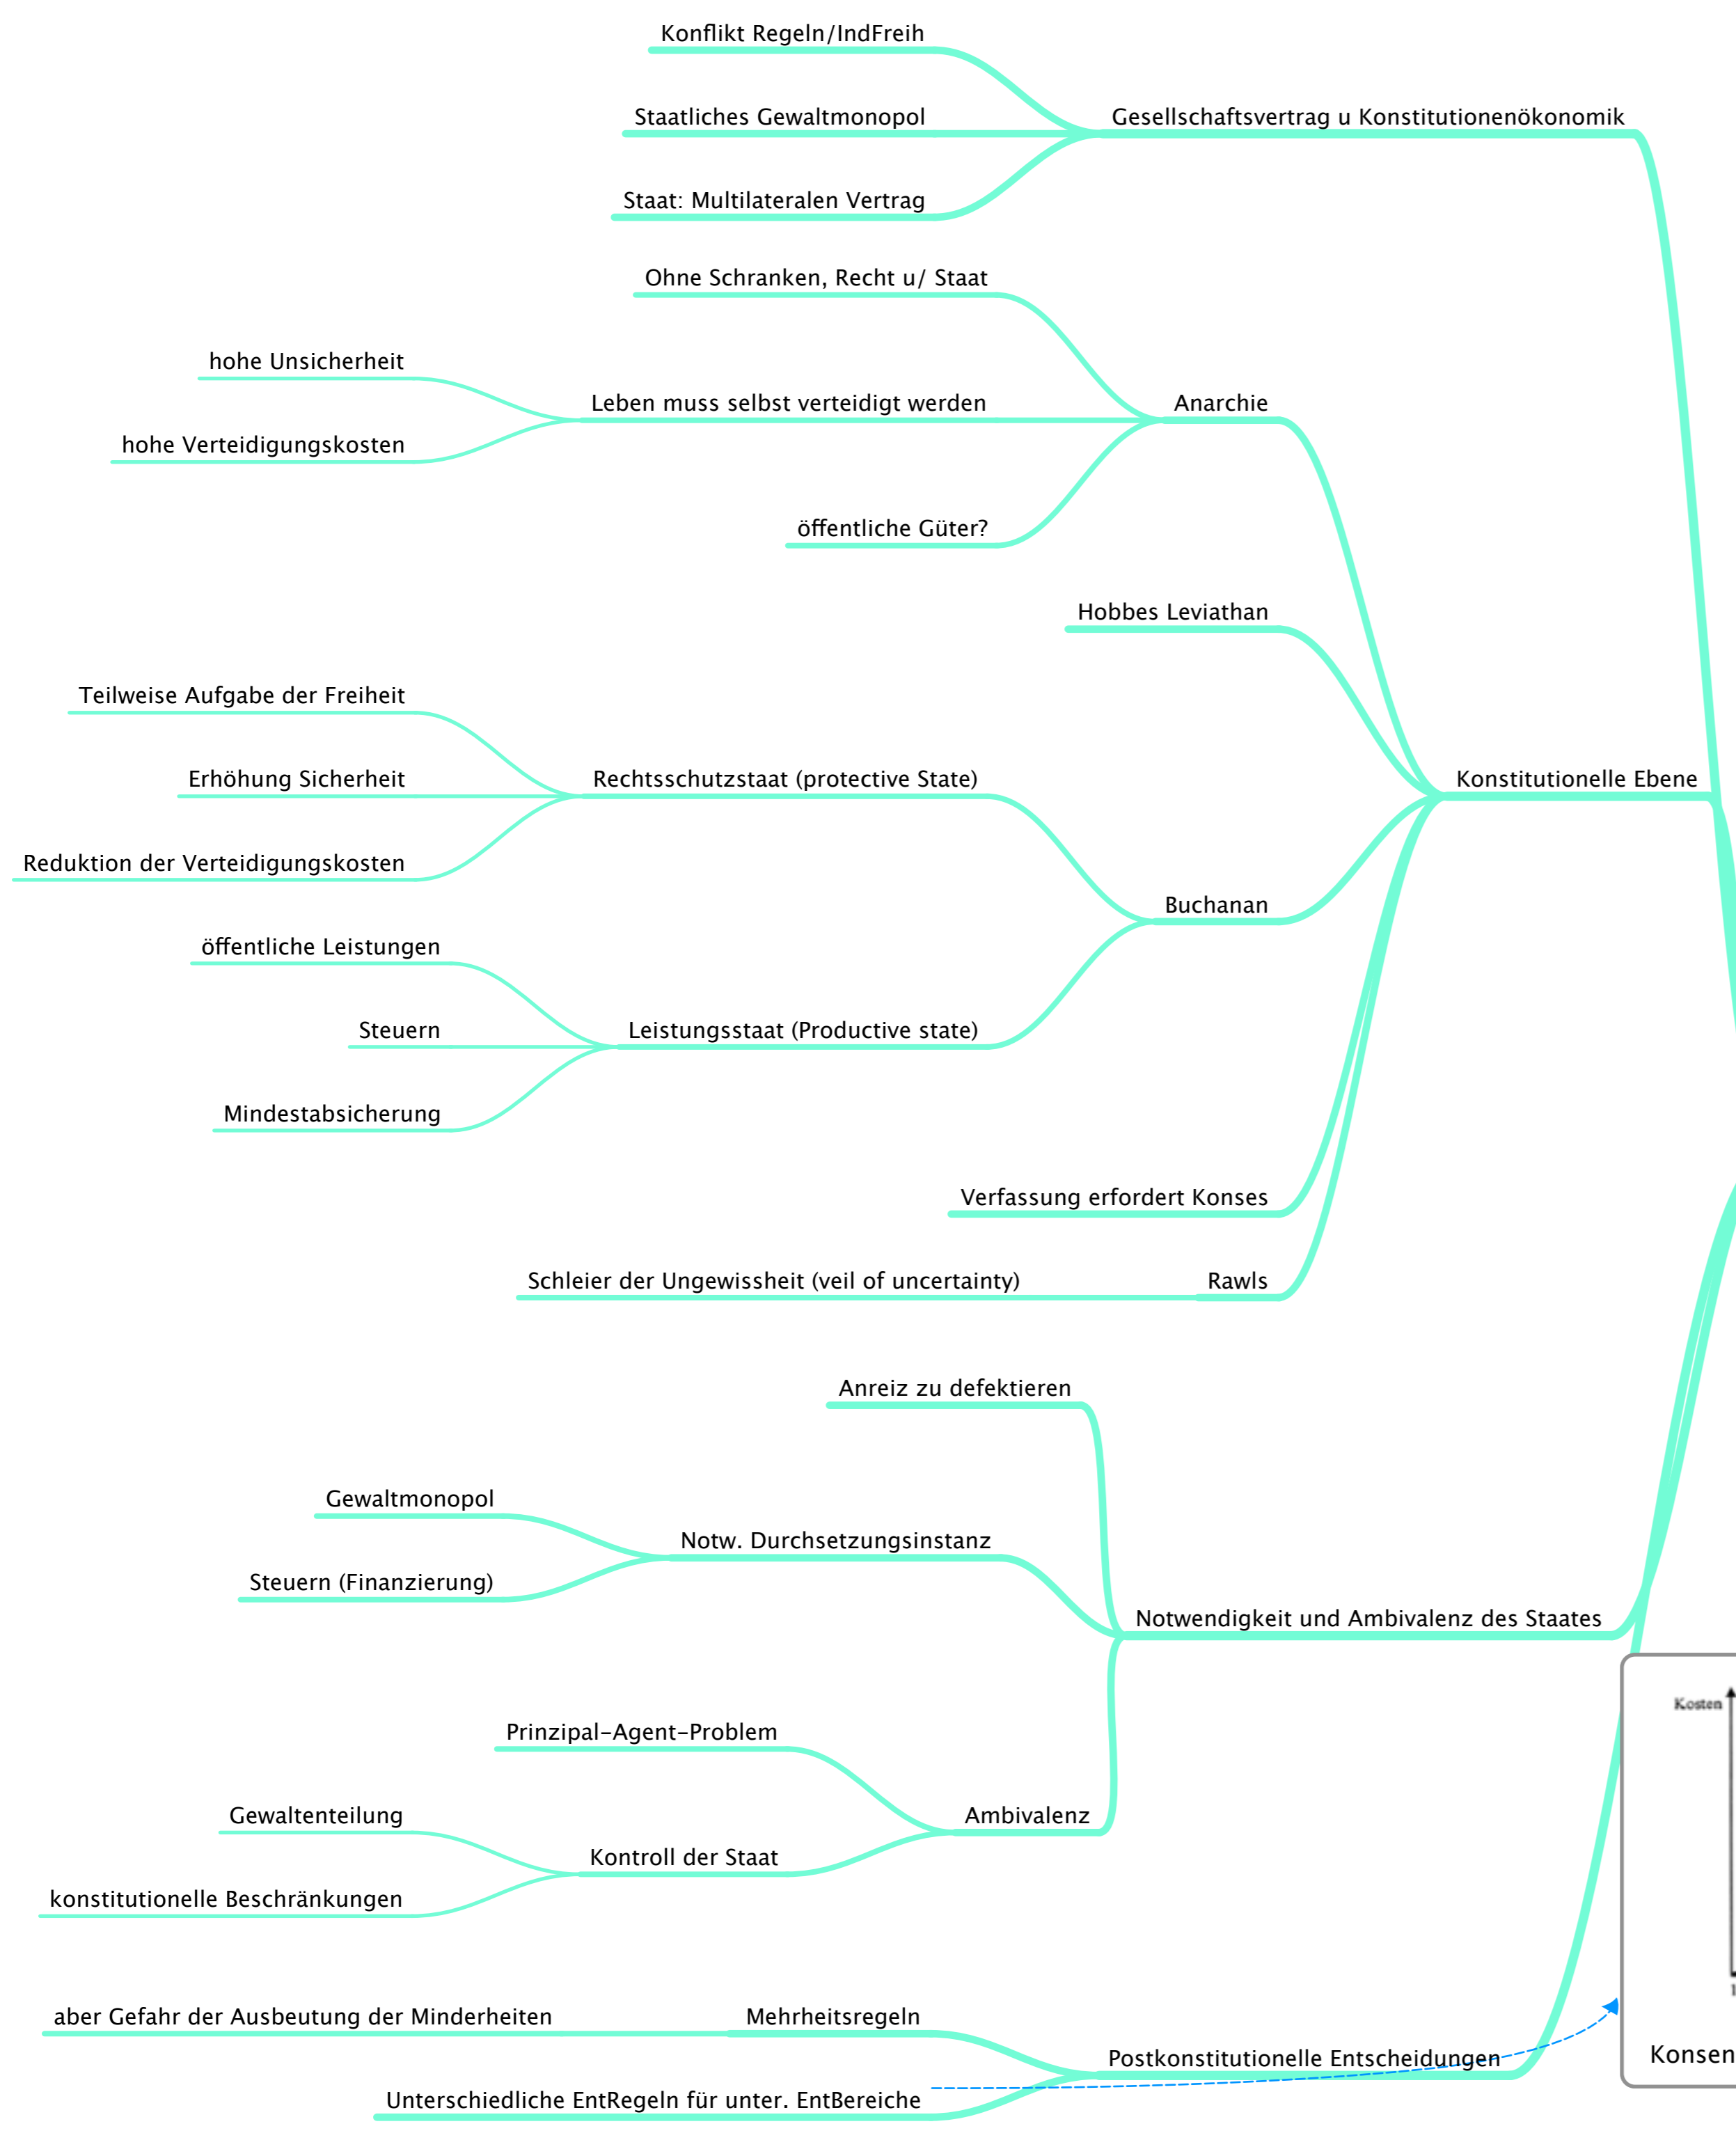 Konflikt Regeln/IndFreih
Staatliches Gewaltmonopol
Gesellschaftsvertrag u Konstitutionenökonomik
Staat: Multilateralen Vertrag
Ohne Schranken, Recht u/ Staat
hohe Unsicherheit
Leben muss selbst verteidigt werden
Anarchie
hohe Verteidigungskosten
öffentliche Güter?
Hobbes Leviathan
Teilweise Aufgabe der Freiheit
Erhöhung Sicherheit
Rechtsschutzstaat (protective State)
Konstitutionelle Ebene
Reduktion der Verteidigungskosten
Buchanan
öffentliche Leistungen
Steuern
Leistungsstaat (Productive state)
Mindestabsicherung
Verfassung erfordert Konses
Schleier der Ungewissheit (veil of uncertainty)
Rawls
Anreiz zu defektieren
Gewaltmonopol
Notw. Durchsetzungsinstanz
Steuern (Finanzierung)
Notwendigkeit und Ambivalenz des Staates
Kosten
Prinzipal-Agent-Problem
Gewaltenteilung
Ambivalenz
Kontroll der Staat
konstitutionelle Beschränkungen
1
aber Gefahr der Ausbeutung der Minderheiten
Mehrheitsregeln
Postkonstitutionelle Entscheidungen
Konsen
Unterschiedliche EntRegeln für unter. EntBereiche